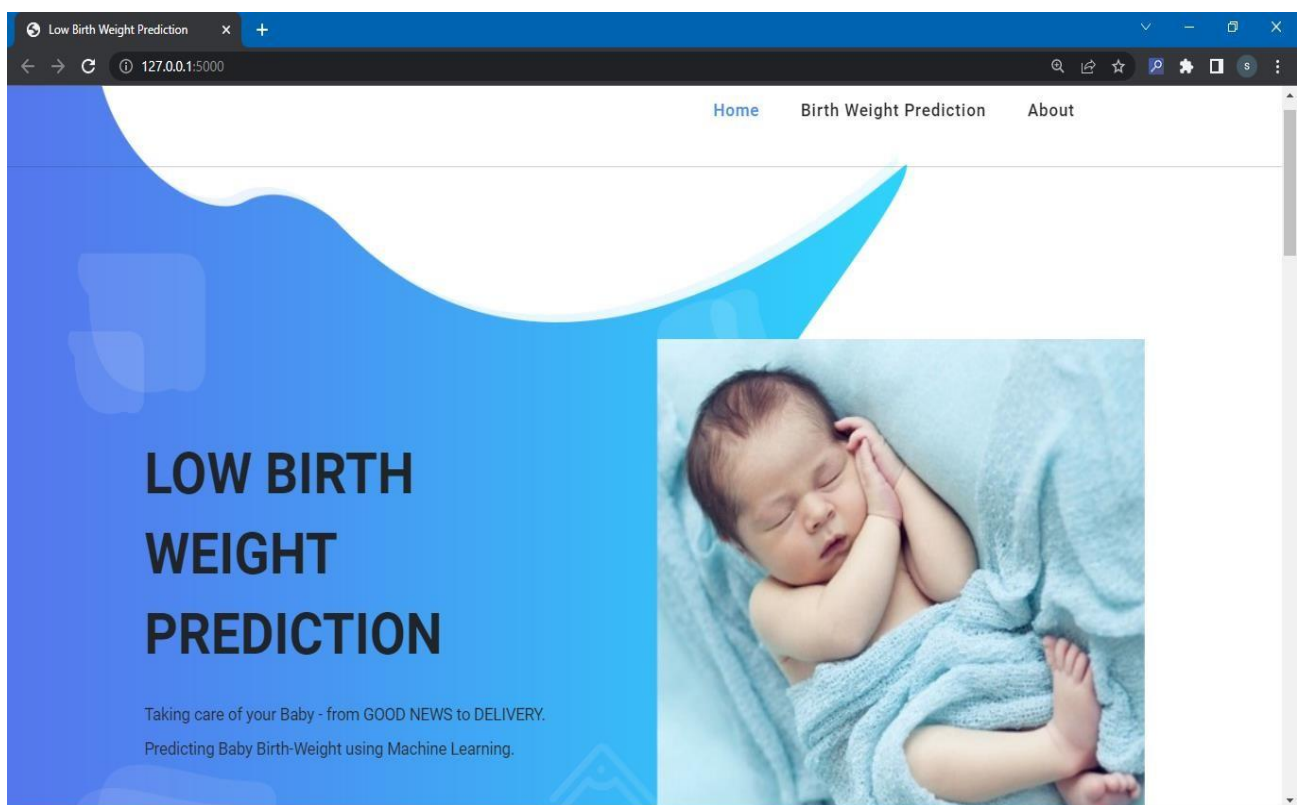 Low Birth Weight Prediction
127.0.0.1:5000
S
Home Birth Weight Prediction About
LOW BIRTH
WEIGHT
PREDICTION
Taking care of your Baby - from GOOD NEWS to DELIVERY.
Predicting Baby Birth-Weight using Machine Learning.